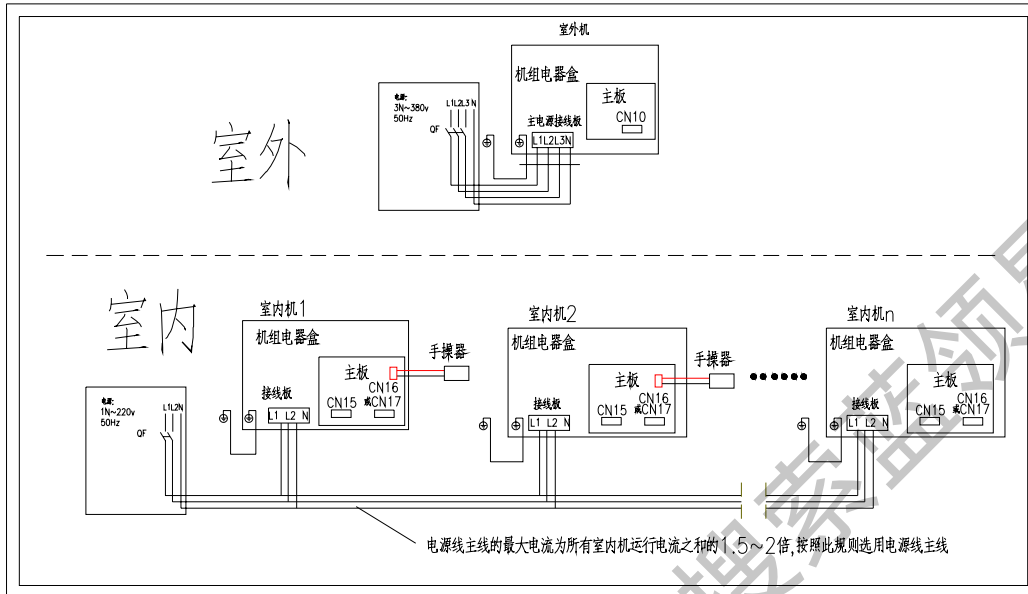 室外机
机组电器盒
主板
CN10
主电源接线板
L1L2L3N
电源:
3N~380v
50Hz
L1L2L3 N
QF
室外
室内
室内机1
机组电器盒
主板
CN16
CN15 或CN17
接线板
L1 L2 N
手操器
室内机2
机组电器盒
主板
CN16
CN15 或CN17
接线板
L1 L2 N
手操器
室内机n
机组电器盒
主板
CN16
CN15 或CN17
接线板
L1 L2 N
电源:
1N~220v
50Hz
L1L2N
QF
电源线主线的最大电流为所有室内机运行电流之和的1.5~2倍,按照此规则选用电源线主线
搜索蓝领